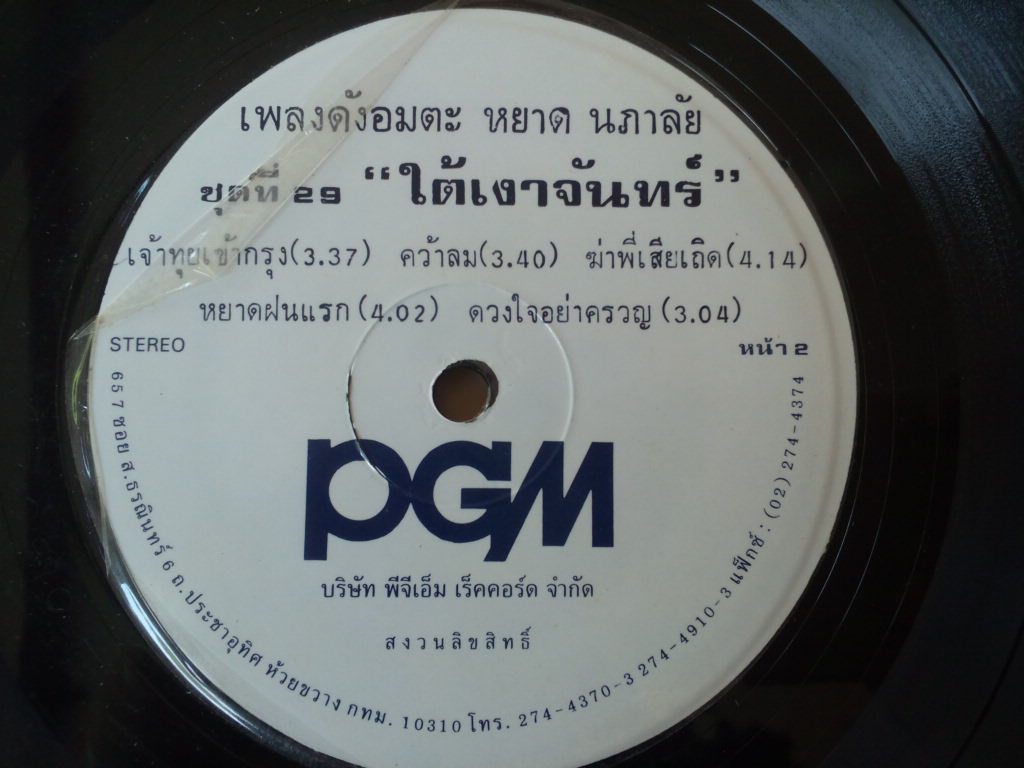 เพลงดังอมตะ หยาด นภาลัย
ชุดที่ 29 “ใต้เงาจันทร์”
เจ้าทุยเข้ากรุง(3.37) คว้าลม(3.40) ฆ่าพี่เสียเถิด(4.14)
หยาดฝนแรก(4.02) ดวงใจอย่าครวญ(3.04)
STEREO
หน้า 2
PGM
บริษัท พีจีเอ็ม เร็คคอร์ด จำกัด
สงวนลิขสิทธิ์
657 ซอย ส.ธรณินทร์ 6 ถ.ประชาอุทิศ ห้วยขวาง กทม. 10310 โทร. 274-4370-3 274-4910-3 แฟ็กซ์ : (02) 274-4374